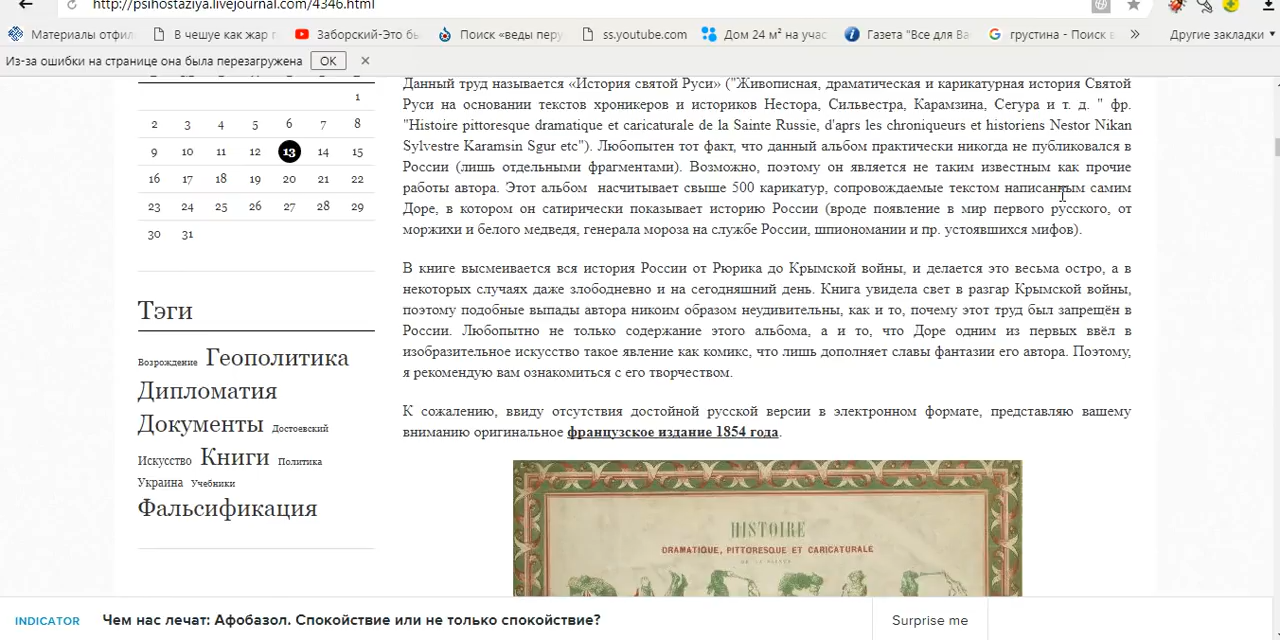 http://psihostaziya.livejournal.com/4346.html
Материалы отфил
В чешуе как жар г
Заборский-Это бы
Поиск «веды перу
ss.youtube.com
Дом 24 м² на учас
Газета "Все для Ва
грустина - Поиск в
Другие закладки
Из-за ошибки на странице она была перезагружена
OK
×
1
2 3 4 5 6 7 8
9 10 11 12 13 14 15
16 17 18 19 20 21 22
23 24 25 26 27 28 29
30 31
Тэги
Возрождение Геополитика
Дипломатия
Документы Достоевский
Искусство Книги Политика
Украина Учебники
Фальсификация
Данный труд называется «История святой Руси» ("Живописная, драматическая и карикатурная история Святой
Руси на основании текстов хроникеров и историков Нестора, Сильвестра, Карамзина, Сегура и т. д. " фр.
"Histoire pittoresque dramatique et caricaturale de la Sainte Russie, d'aprs les chroniqueurs et historiens Nestor Nikan
Sylvestre Karamsin Sgur etc"). Любопытен тот факт, что данный альбом практически никогда не публиковался в
России (лишь отдельными фрагментами). Возможно, поэтому он является не таким известным как прочие
работы автора. Этот альбом насчитывает свыше 500 карикатур, сопровождаемые текстом написанным самим
Доре, в котором он сатирически показывает историю России (вроде появление в мир первого русского, от
моржихи и белого медведя, генерала мороза на службе России, шпиономании и пр. устоявшихся мифов).
В книге высмеивается вся история России от Рюрика до Крымской войны, и делается это весьма остро, а в
некоторых случаях даже злободневно и на сегодняшний день. Книга увидела свет в разгар Крымской войны,
поэтому подобные выпады автора никоим образом неудивительны, как и то, почему этот труд был запрещён в
России. Любопытно не только содержание этого альбома, а и то, что Доре одним из первых ввёл в
изобразительное искусство такое явление как комикс, что лишь дополняет славы фантазии его автора. Поэтому,
я рекомендую вам ознакомиться с его творчеством.
К сожалению, ввиду отсутствия достойной русской версии в электронном формате, представляю вашему
вниманию оригинальное французское издание 1854 года.
HISTOIRE
DRAMATIQUE, PITTORESQUE ET CARICATURALE
INDICATOR
Чем нас лечат: Афобазол. Спокойствие или не только спокойствие?
Surprise me